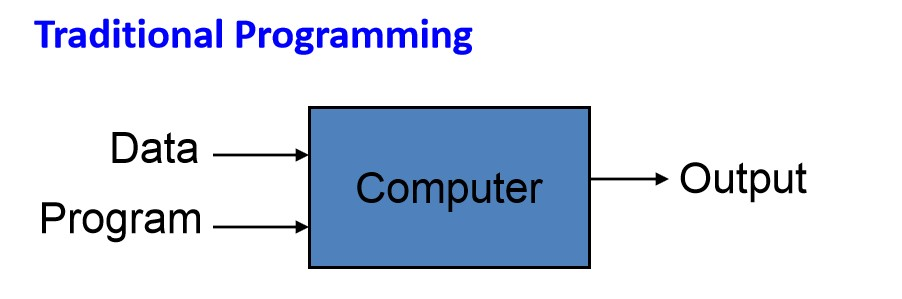 Traditional Programming
Data
Program
Computer
Output